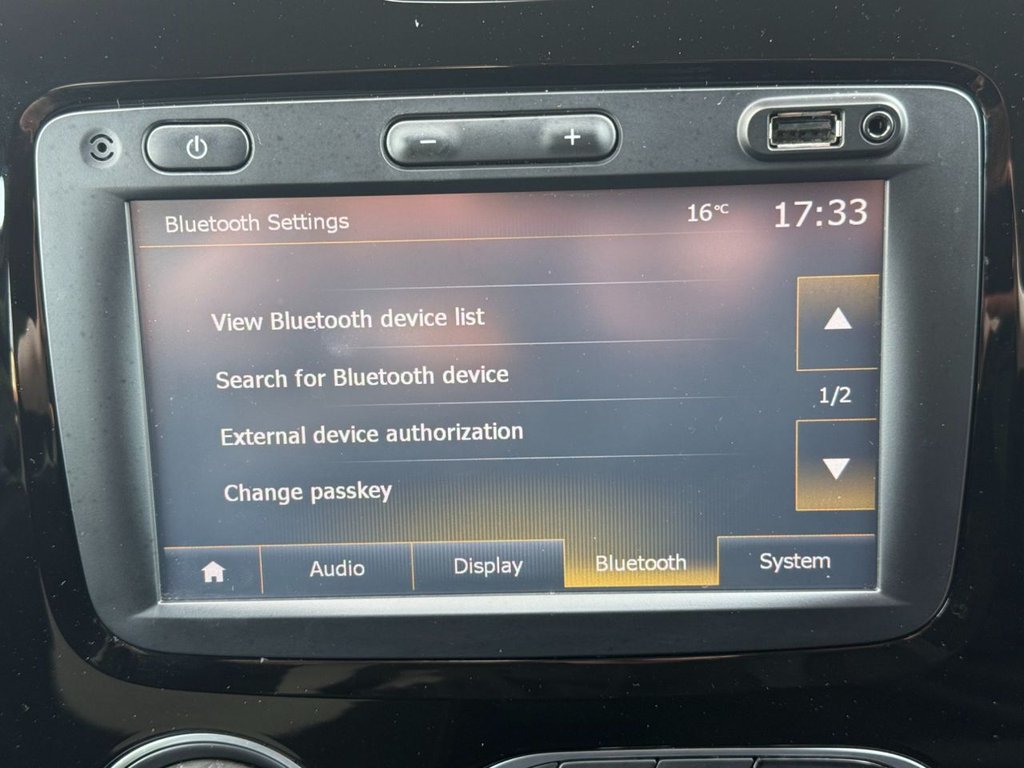 − +
Bluetooth Settings 16°C 17:33
View Bluetooth device list
Search for Bluetooth device
1/2
External device authorization
Change passkey
Audio Display Bluetooth System